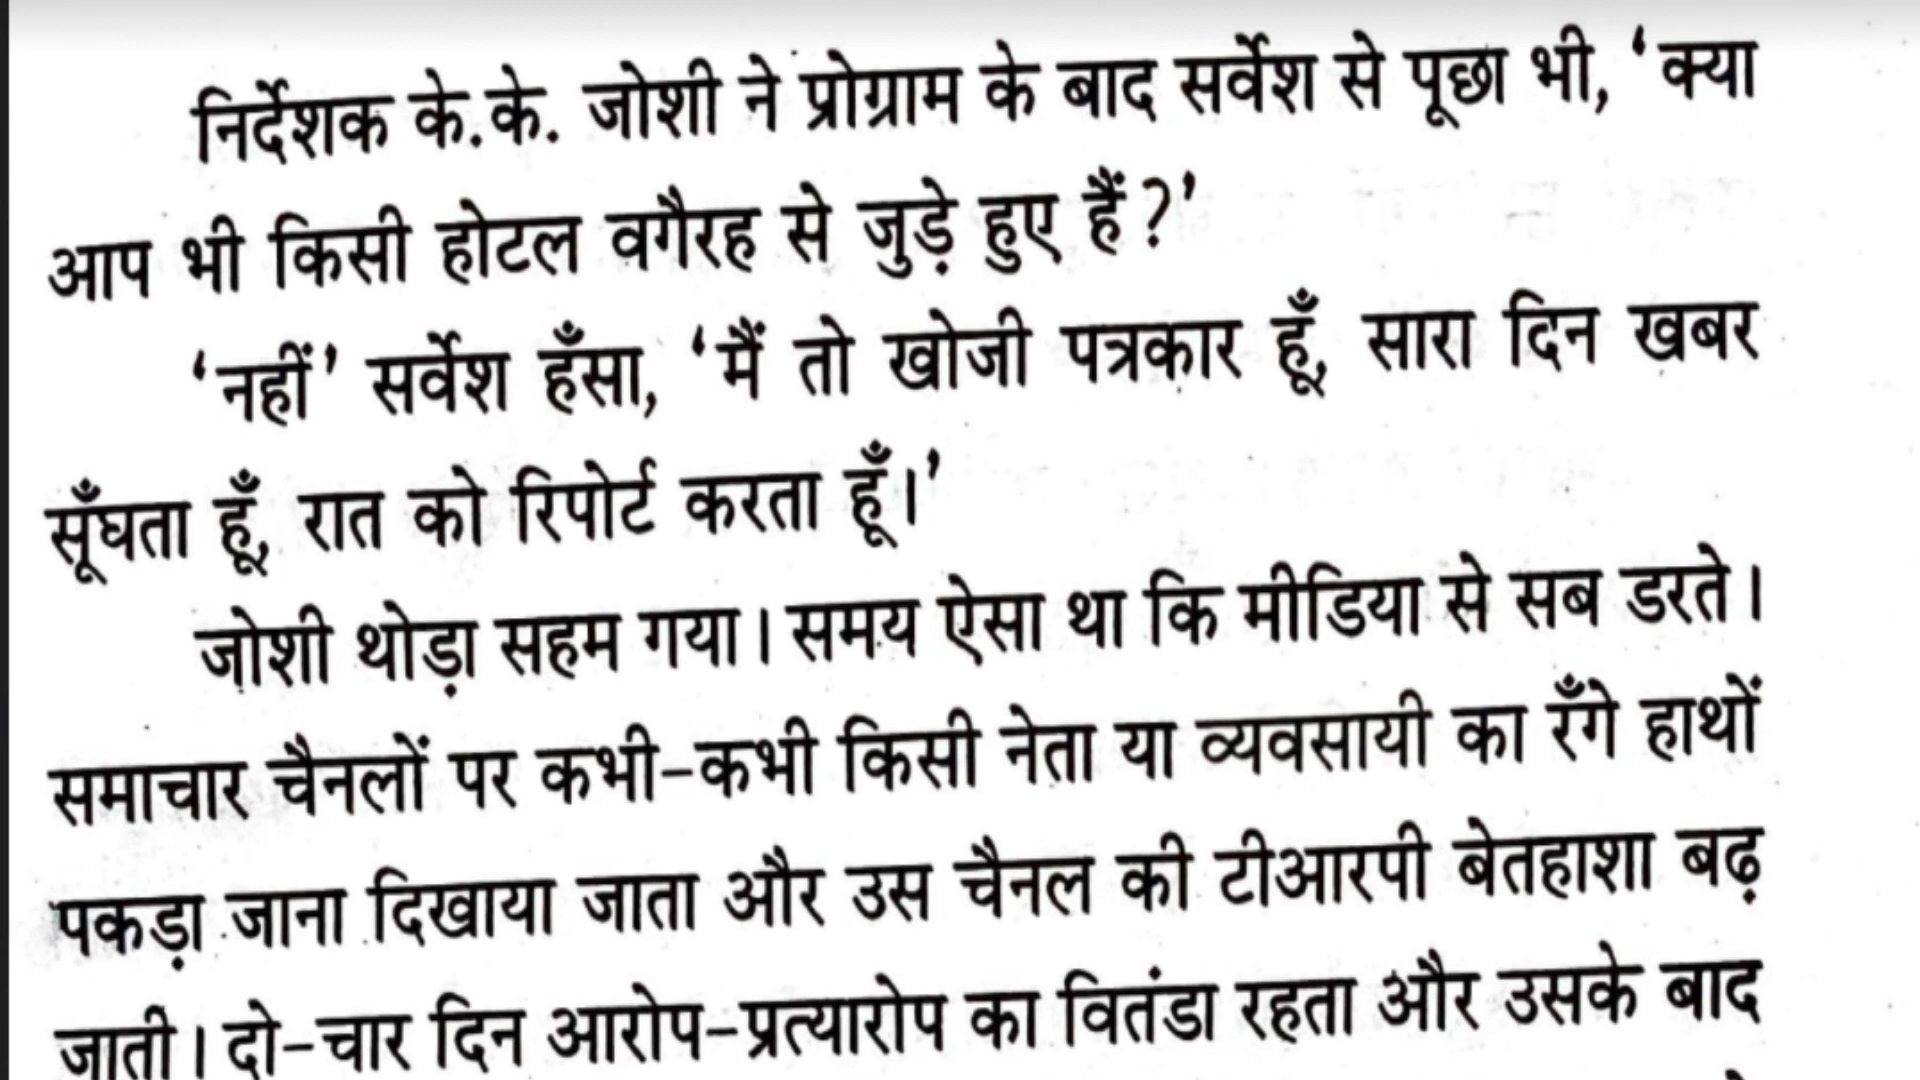 निर्देशक के.के. जोशी ने प्रोग्राम के बाद सर्वेश से पूछा भी, ‘क्या
आप भी किसी होटल वगैरह से जुड़े हुए हैं?’
‘नहीं’ सर्वेश हँसा, ‘मैं तो खोजी पत्रकार हूँ, सारा दिन खबर
सूँघता हूँ, रात को रिपोर्ट करता हूँ।’
जोशी थोड़ा सहम गया। समय ऐसा था कि मीडिया से सब डरते।
समाचार चैनलों पर कभी-कभी किसी नेता या व्यवसायी का रँगे हाथों
पकड़ा जाना दिखाया जाता और उस चैनल की टीआरपी बेतहाशा बढ़
जाती। दो-चार दिन आरोप-प्रत्यारोप का वितंडा रहता और उसके बाद